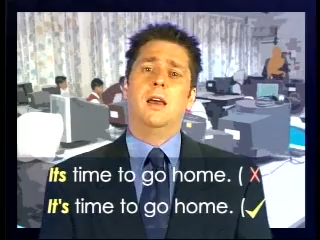 Its time to go home. ( ✗
It's time to go home. (✓